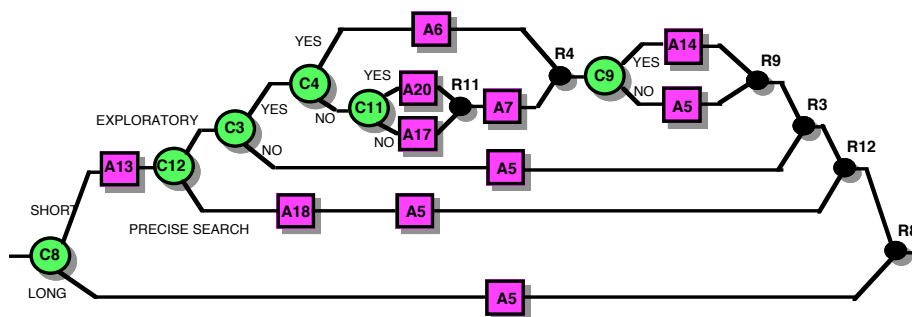 A6
YES
R4
A14
R9
C4
YES
C9
YES
A20
R11
C11
NO
A7
NO
A5
YES
NO
A17
R3
EXPLORATORY
C3
NO
R12
A13
C12
A5
SHORT
A18
A5
PRECISE SEARCH
R8
C8
LONG
A5